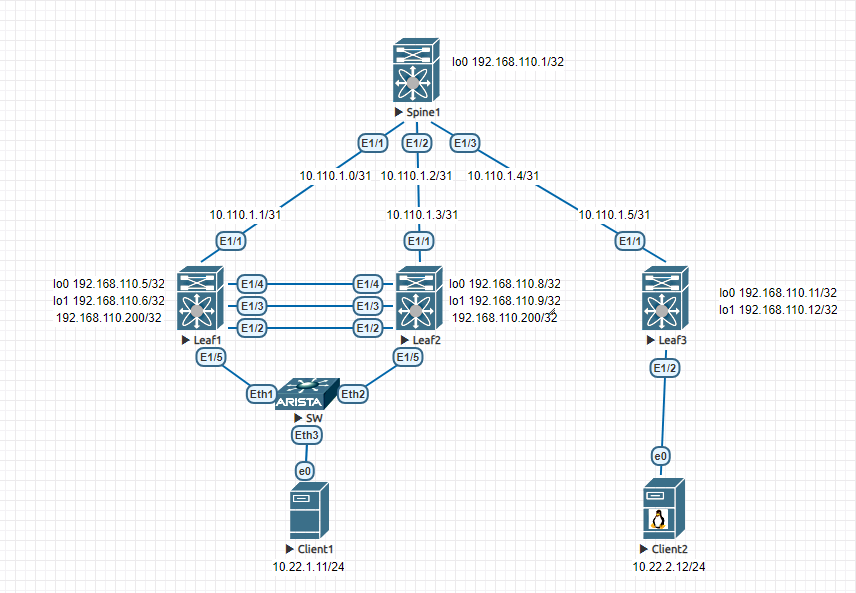 lo0 192.168.110.1/32
Spine1
E1/1
E1/2
E1/3
10.110.1.0/31
10.110.1.2/31
10.110.1.4/31
10.110.1.1/31
10.110.1.3/31
10.110.1.5/31
E1/1
E1/1
E1/1
lo0 192.168.110.5/32
lo1 192.168.110.6/32
192.168.110.200/32
E1/4
E1/4
E1/3
E1/3
E1/2
E1/2
lo0 192.168.110.8/32
lo1 192.168.110.9/32
192.168.110.200/32
lo0 192.168.110.11/32
lo1 192.168.110.12/32
Leaf1
Leaf2
Leaf3
E1/5
E1/5
E1/2
Eth1
ARISTA
Eth2
SW
Eth3
e0
e0
Client1
10.22.1.11/24
Client2
10.22.2.12/24